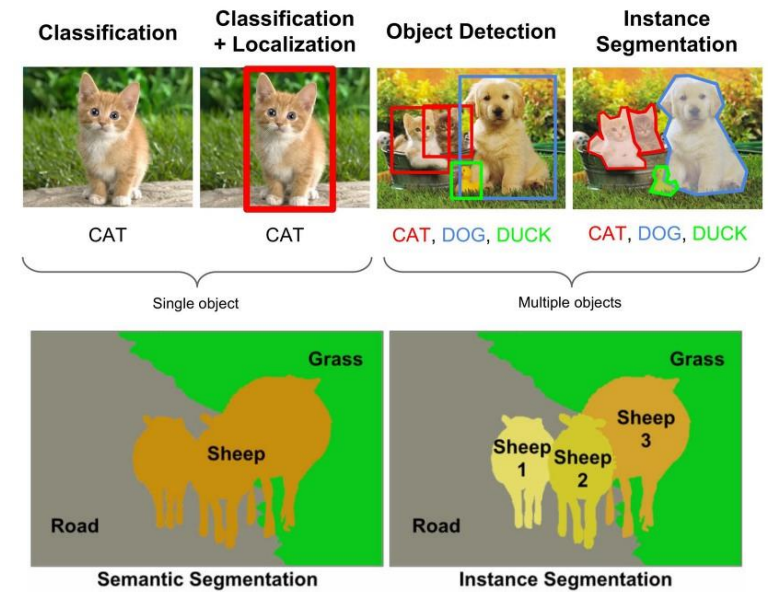 Classification
Classification
+ Localization
Object Detection
Instance
Segmentation
CAT
CAT
CAT, DOG, DUCK
CAT, DOG, DUCK
Single object
Multiple objects
Grass
Sheep
Road
Semantic Segmentation
Grass
Sheep
1
Sheep
2
Sheep
3
Road
Instance Segmentation